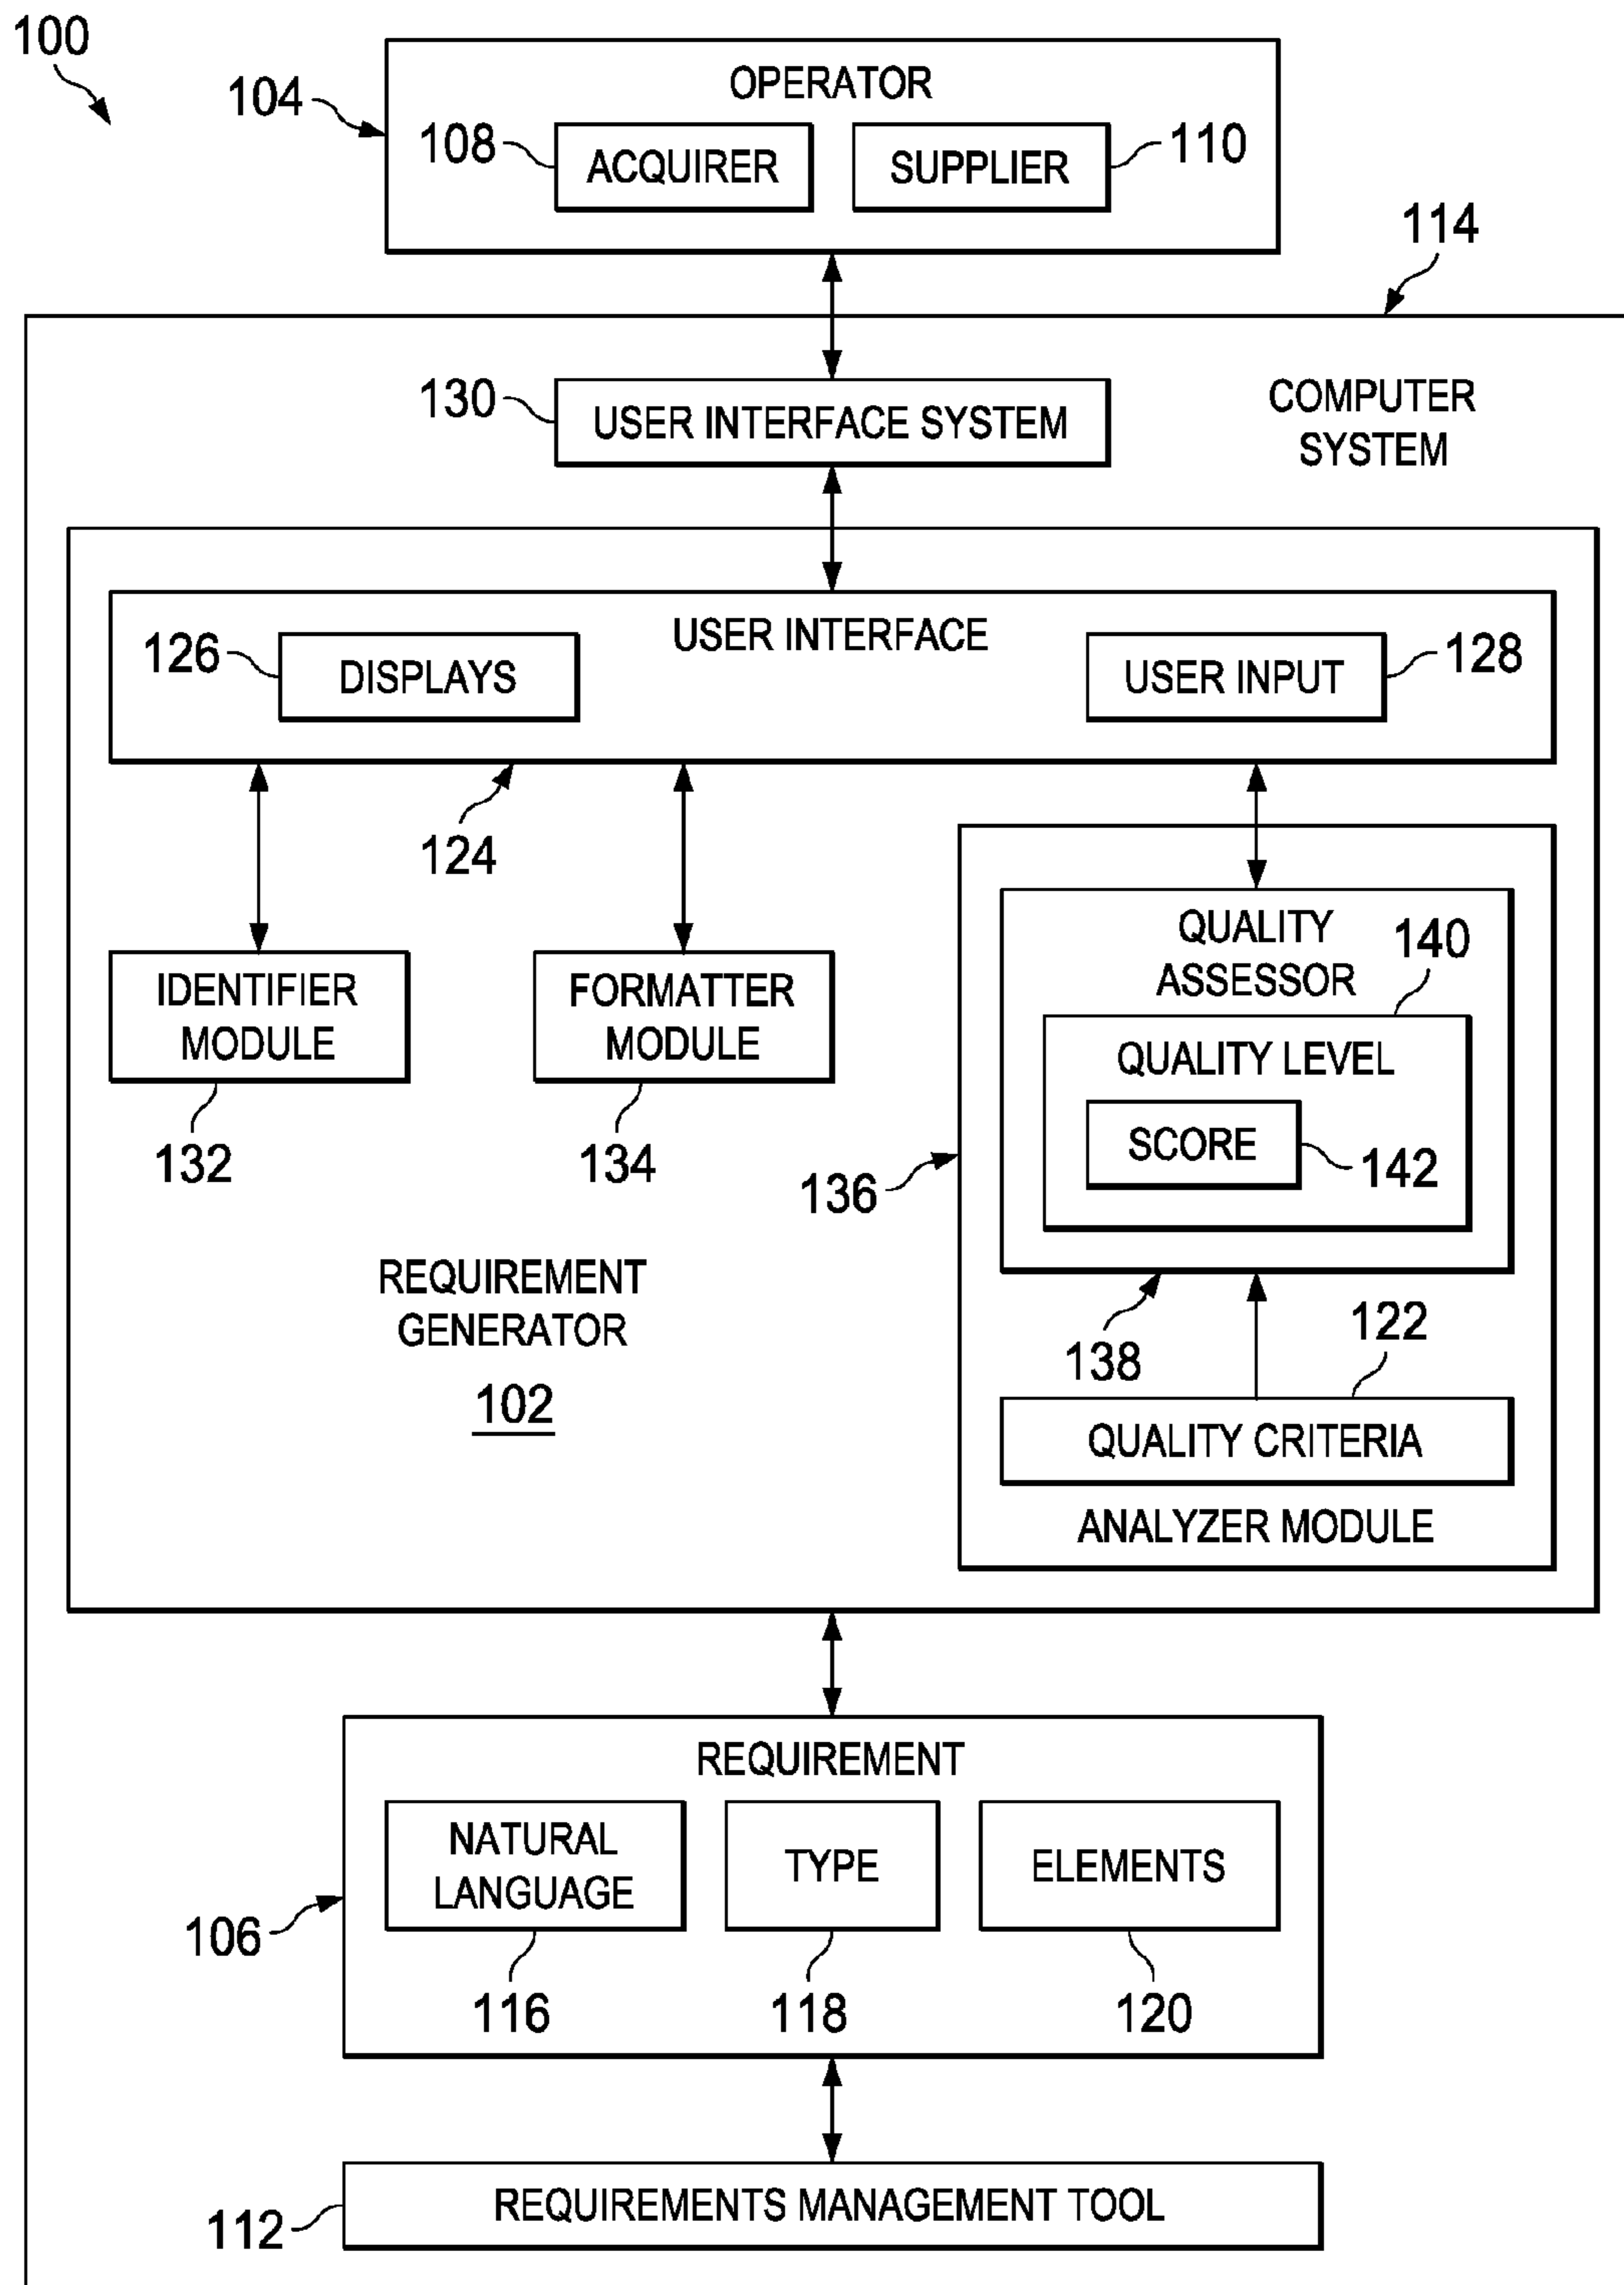 100
104
OPERATOR
108
ACQUIRER
SUPPLIER
110
114
130
USER INTERFACE SYSTEM
COMPUTER
SYSTEM
USER INTERFACE
126
DISPLAYS
USER INPUT
128
124
IDENTIFIER
MODULE
132
FORMATTER
MODULE
134
136
QUALITY
ASSESSOR
140
QUALITY LEVEL
SCORE
142
138
122
QUALITY CRITERIA
ANALYZER MODULE
REQUIREMENT
GENERATOR
102
REQUIREMENT
106
NATURAL
LANGUAGE
TYPE
ELEMENTS
116
118
120
112
REQUIREMENTS MANAGEMENT TOOL